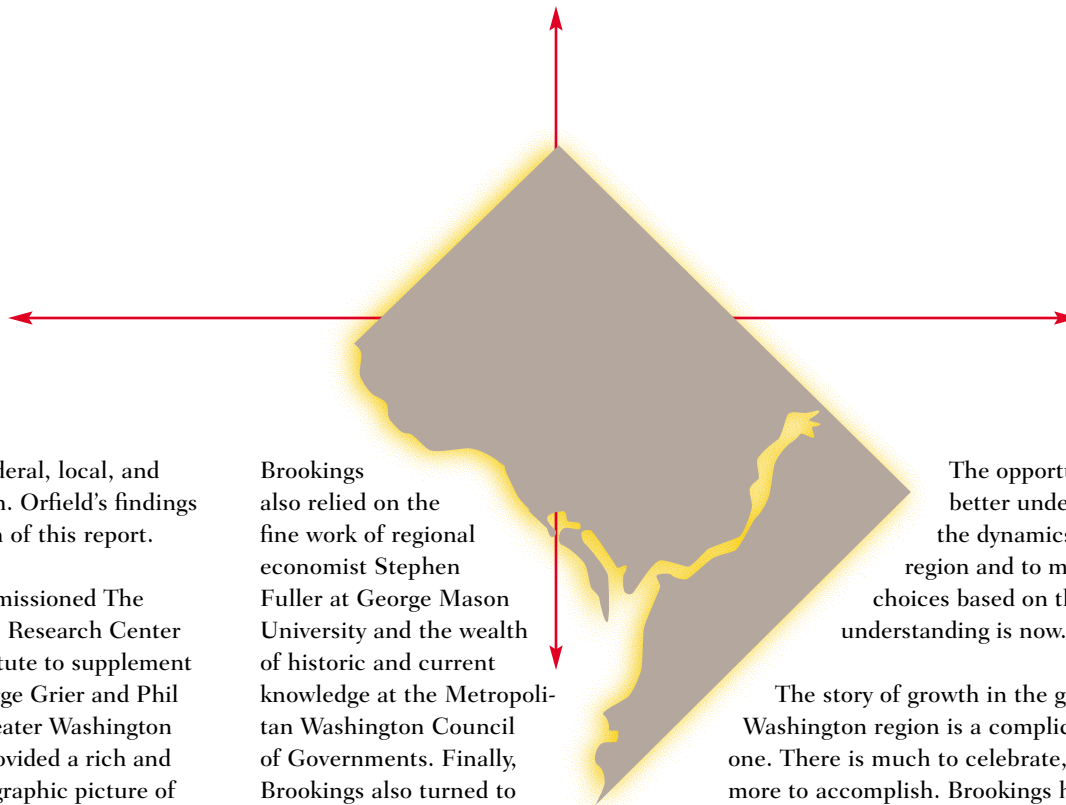 deral, local, and
n. Orfield's findings
n of this report.
missioned The
Research Center
tute to supplement
ge Grier and Phil
eater Washington
ovided a rich and
graphic picture of
Brookings
also relied on the
fine work of regional
economist Stephen
Fuller at George Mason
University and the wealth
of historic and current
knowledge at the Metropoli-
tan Washington Council
of Governments. Finally,
Brookings also turned to
The opportu
better unde
the dynamics
region and to m
choices based on th
understanding is now.
The story of growth in the g
Washington region is a complic
one. There is much to celebrate,
more to accomplish. Brookings h